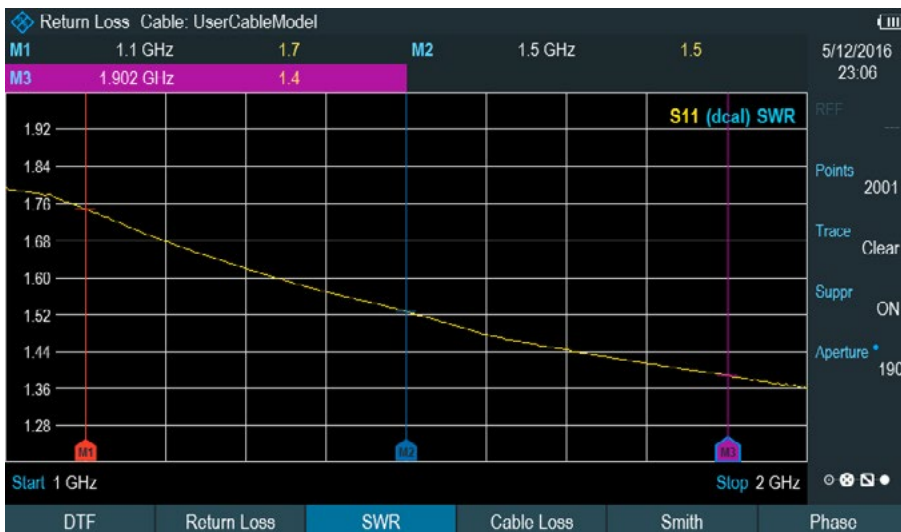 Return Loss Cable: UserCableModel
M1 1.1 GHz 1.7 M2 1.5 GHz 1.5
5/12/2016
23:06
M3 1.902 GHz 1.4
S11 (dcal) SWR
REF
---
1.92
1.84
1.76
1.68
1.60
1.52
1.44
1.36
1.28
Points
2001
Trace
Clear
Suppr
ON
Aperture
190
M1 M2 M3
Start 1 GHz Stop 2 GHz
DTF Return Loss SWR Cable Loss Smith Phase